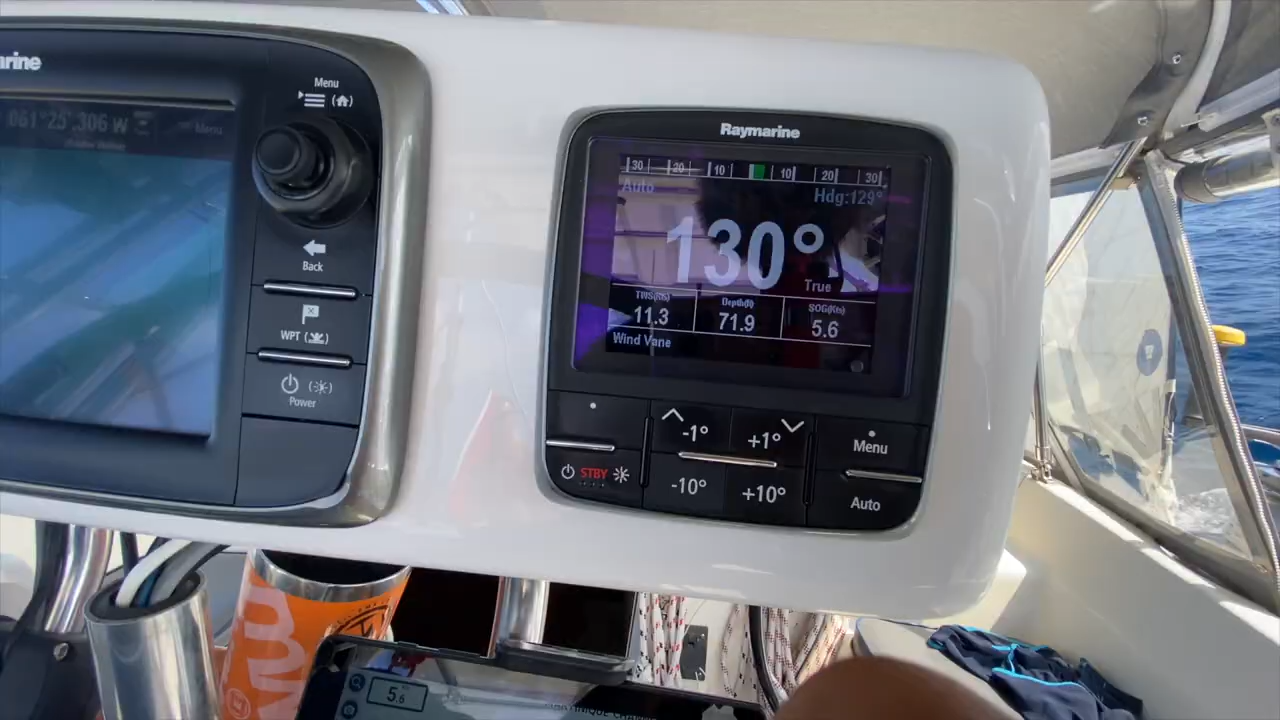 rine
061°25'.306 W
Menu
Menu
Back
WPT
Power
Raymarine
30 20 10 10 20 30
Auto
Hdg:129°
130°
True
TWS(Kts) Depth(ft) SOG(Kts)
11.3 71.9 5.6
Wind Vane
-1° +1°
Menu
STBY
-10° +10°
Auto
5.6